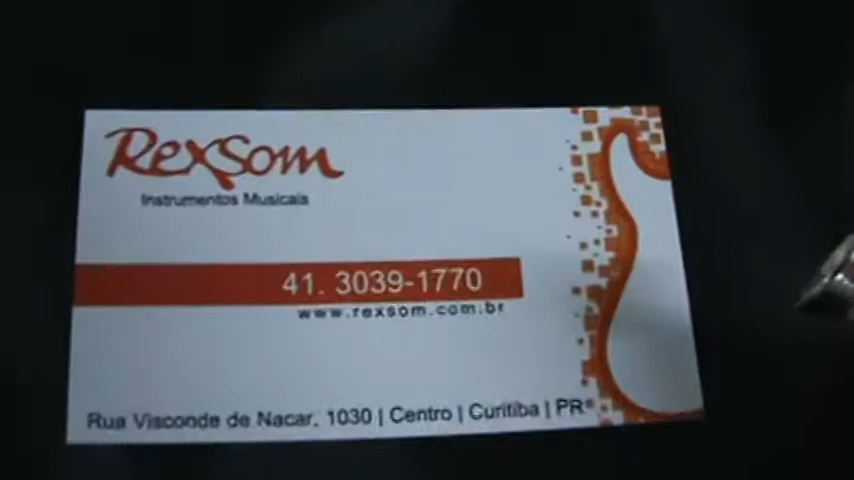 RexSom
Instrumentos Musicais
41. 3039-1770
www.rexsom.com.br
Rua Visconde de Nacar, 1030 | Centro | Curitiba | PR